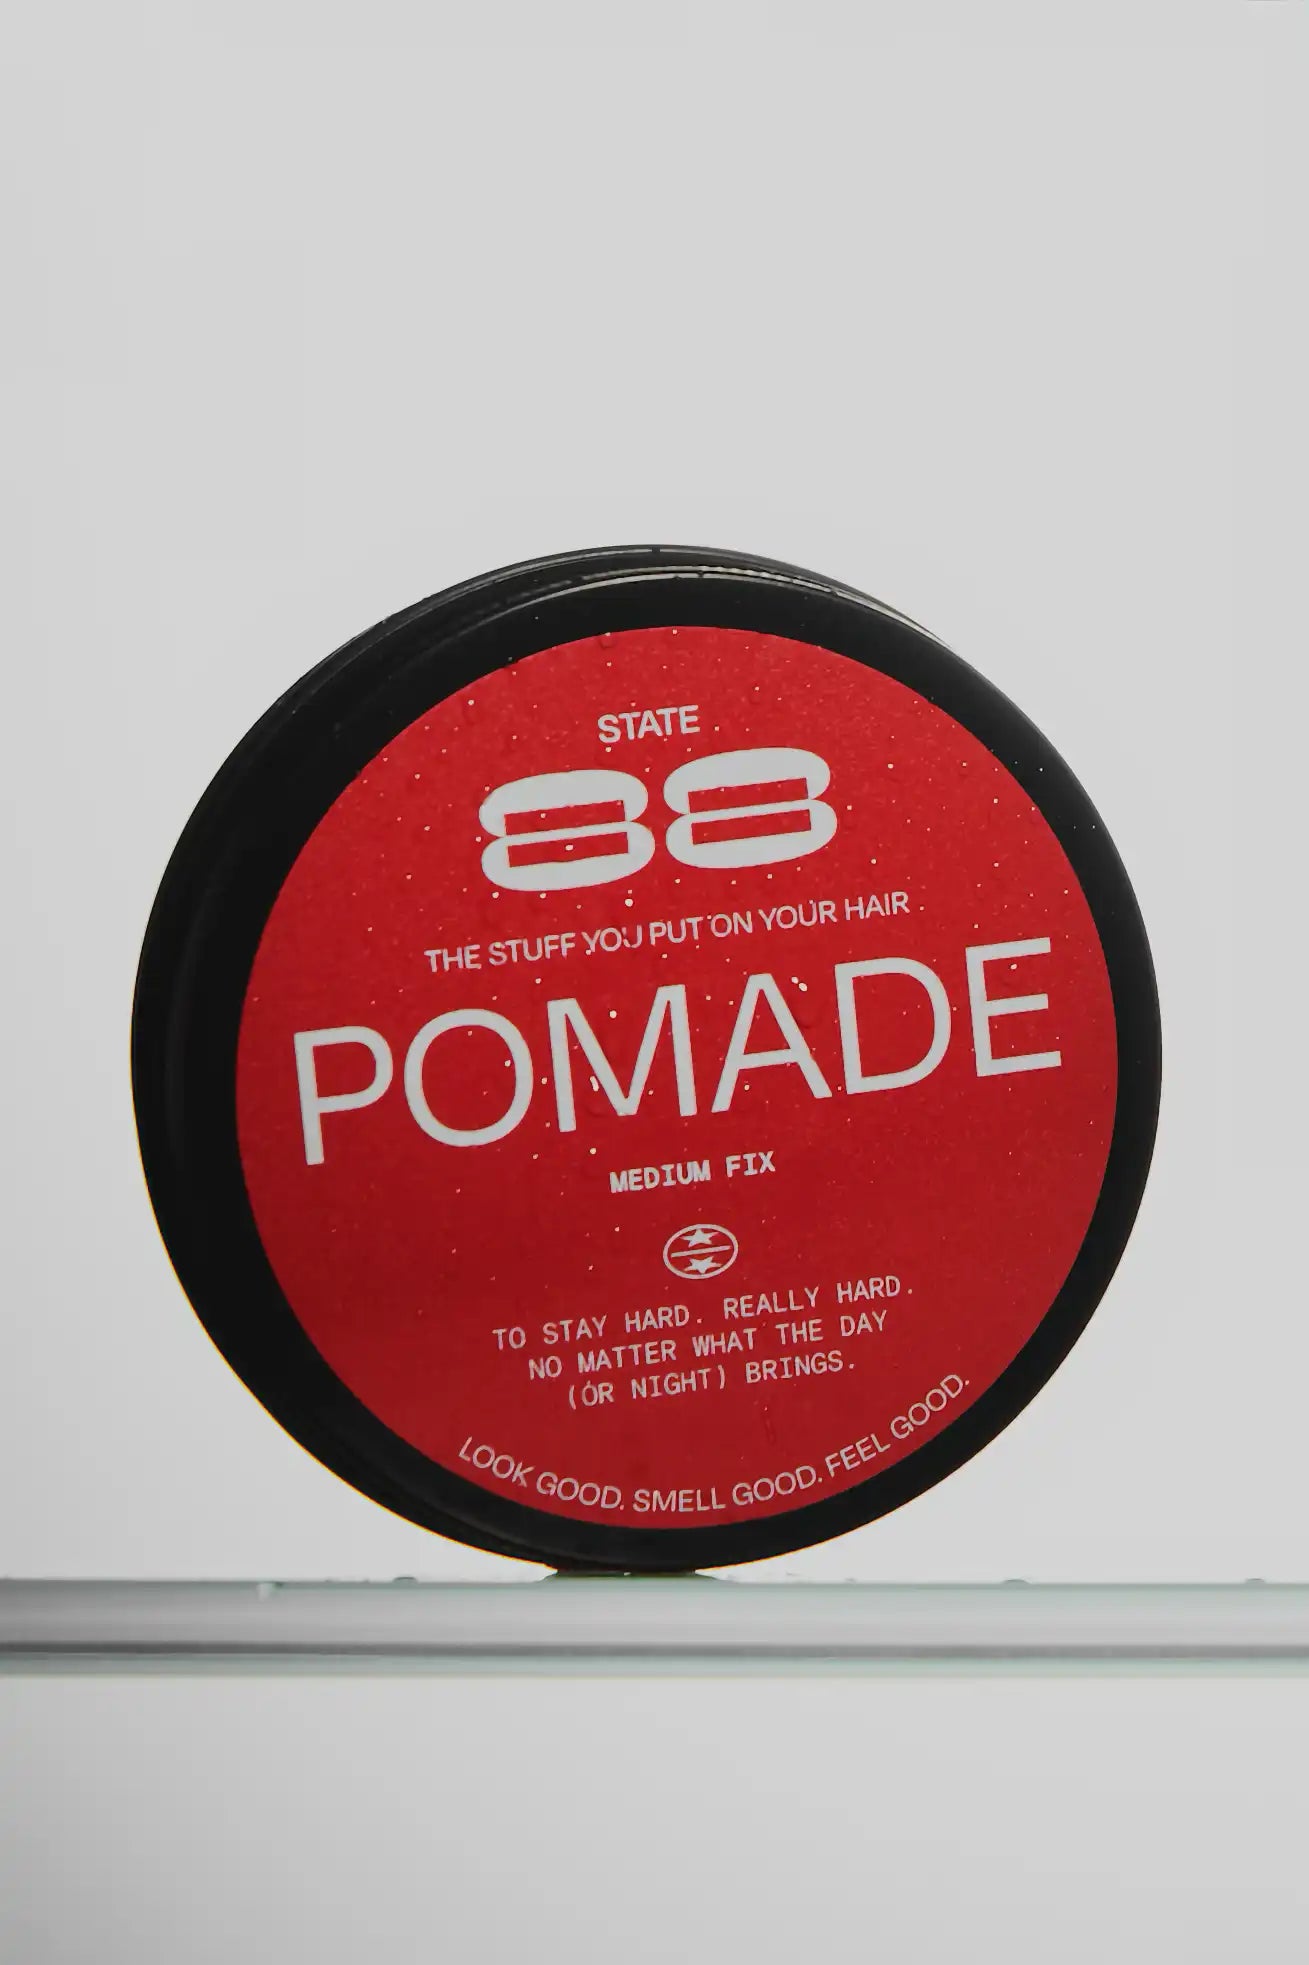 STATE
88
THE STUFF YOU PUT ON YOUR HAIR
POMADE
MEDIUM FIX
TO STAY HARD. REALLY HARD.
NO MATTER WHAT THE DAY
(OR NIGHT) BRINGS.
LOOK GOOD. SMELL GOOD. FEEL GOOD.